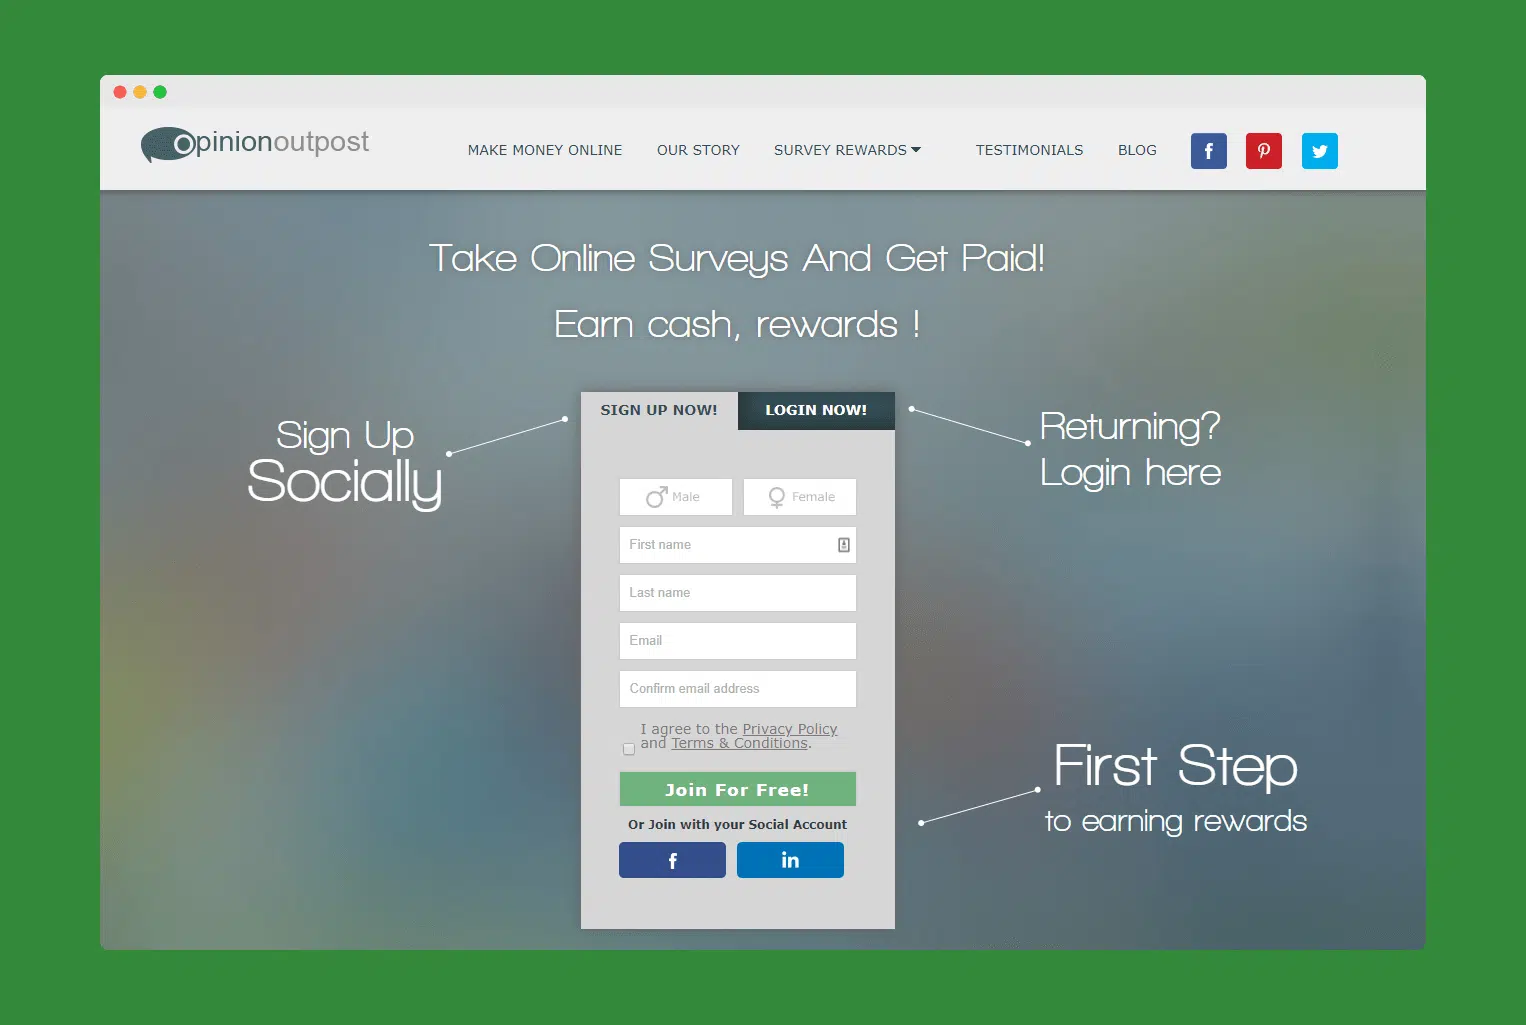 Opinionoutpost
MAKE MONEY ONLINE
OUR STORY
SURVEY REWARDS
TESTIMONIALS
BLOG
Take Online Surveys And Get Paid!
Earn cash, rewards !
Sign Up
Socially
SIGN UP NOW!
LOGIN NOW!
Returning?
Login here
Male
Female
First name
Last name
Email
Confirm email address
I agree to the Privacy Policy
and Terms & Conditions.
Join For Free!
Or Join with your Social Account
f
in
First Step
to earning rewards